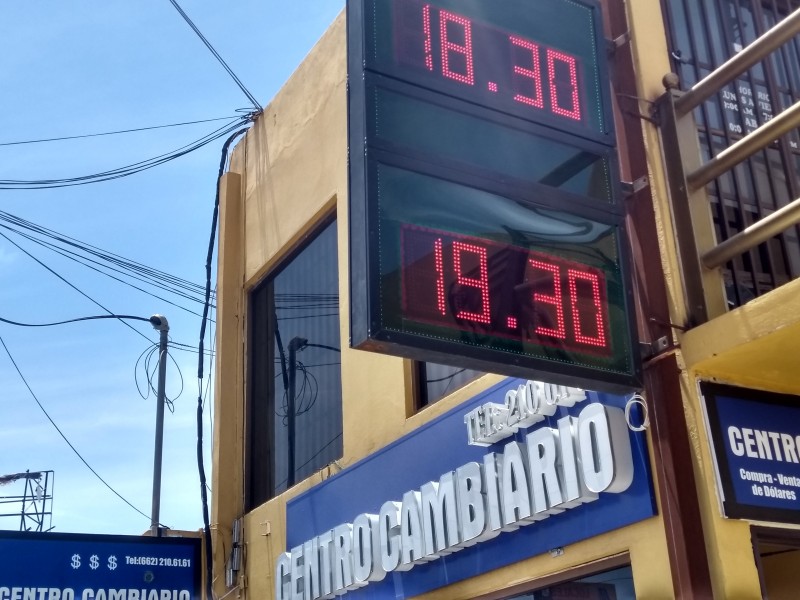 18.30
19.30
CENTRO CAMBIARIO
CENTRO
Compra - Venta
de Dólares
$ $ $ Tel:(662) 210.61.61
CENTRO CAMBIARIO